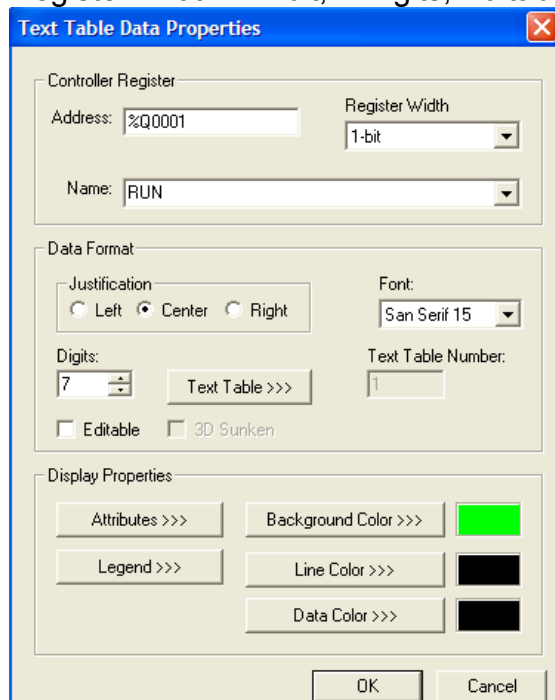 Text Table Data Properties
Controller Register
Address: %Q0001
Register Width
1-bit
Name: RUN
Data Format
Justification
Left Center Right
Font:
San Serif 15
Digits:
7
Text Table >>>
Text Table Number:
1
Editable 3D Sunken
Display Properties
Attributes >>> Background Color >>>
Legend >>> Line Color >>>
Data Color >>>
OK Cancel